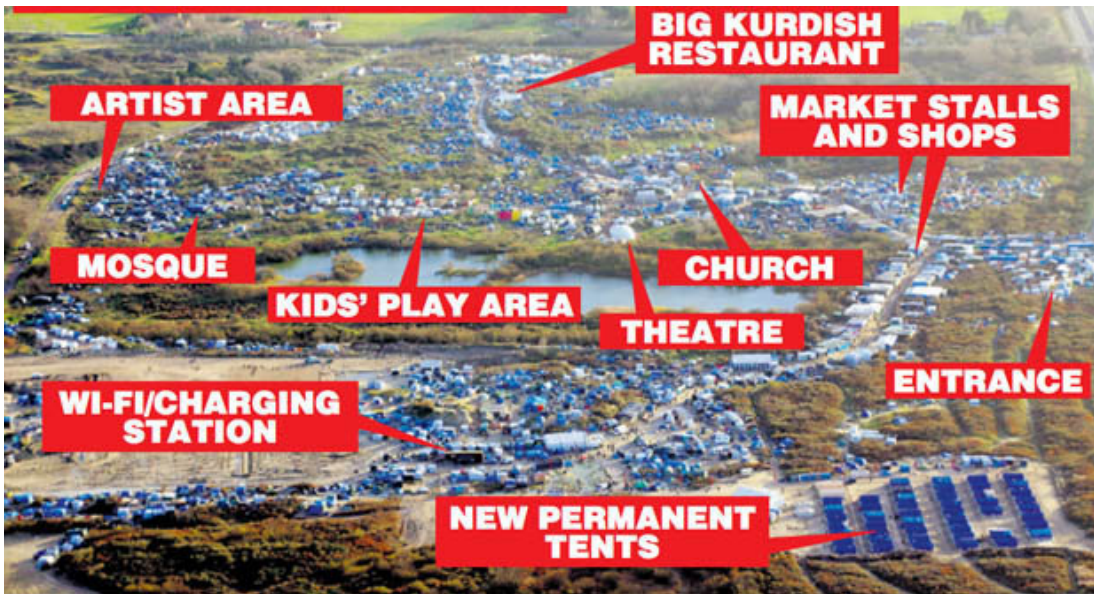 BIG KURDISH
RESTAURANT
ARTIST AREA
MARKET STALLS
AND SHOPS
MOSQUE
CHURCH
KIDS' PLAY AREA
THEATRE
ENTRANCE
WI-FI/CHARGING
STATION
NEW PERMANENT
TENTS